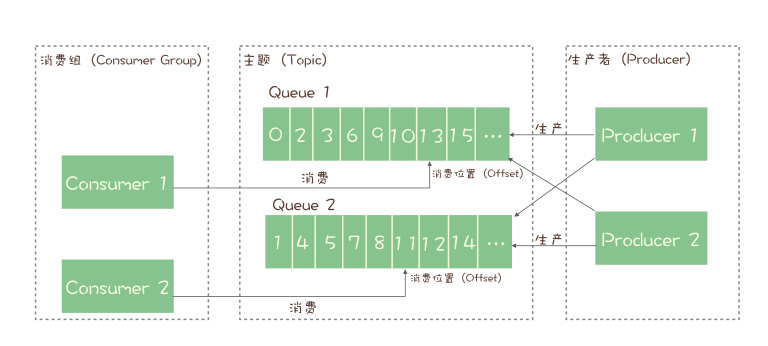 消费组 (Consumer Group)
主题 (Topic)
生产者 (Producer)
Queue 1
0 2 3 6 9 10 13 15 ...
生产
Producer 1
消费位置 (Offset)
Consumer 1
消费
Queue 2
1 4 5 7 8 11 12 14 ...
生产
Producer 2
消费位置 (Offset)
Consumer 2
消费